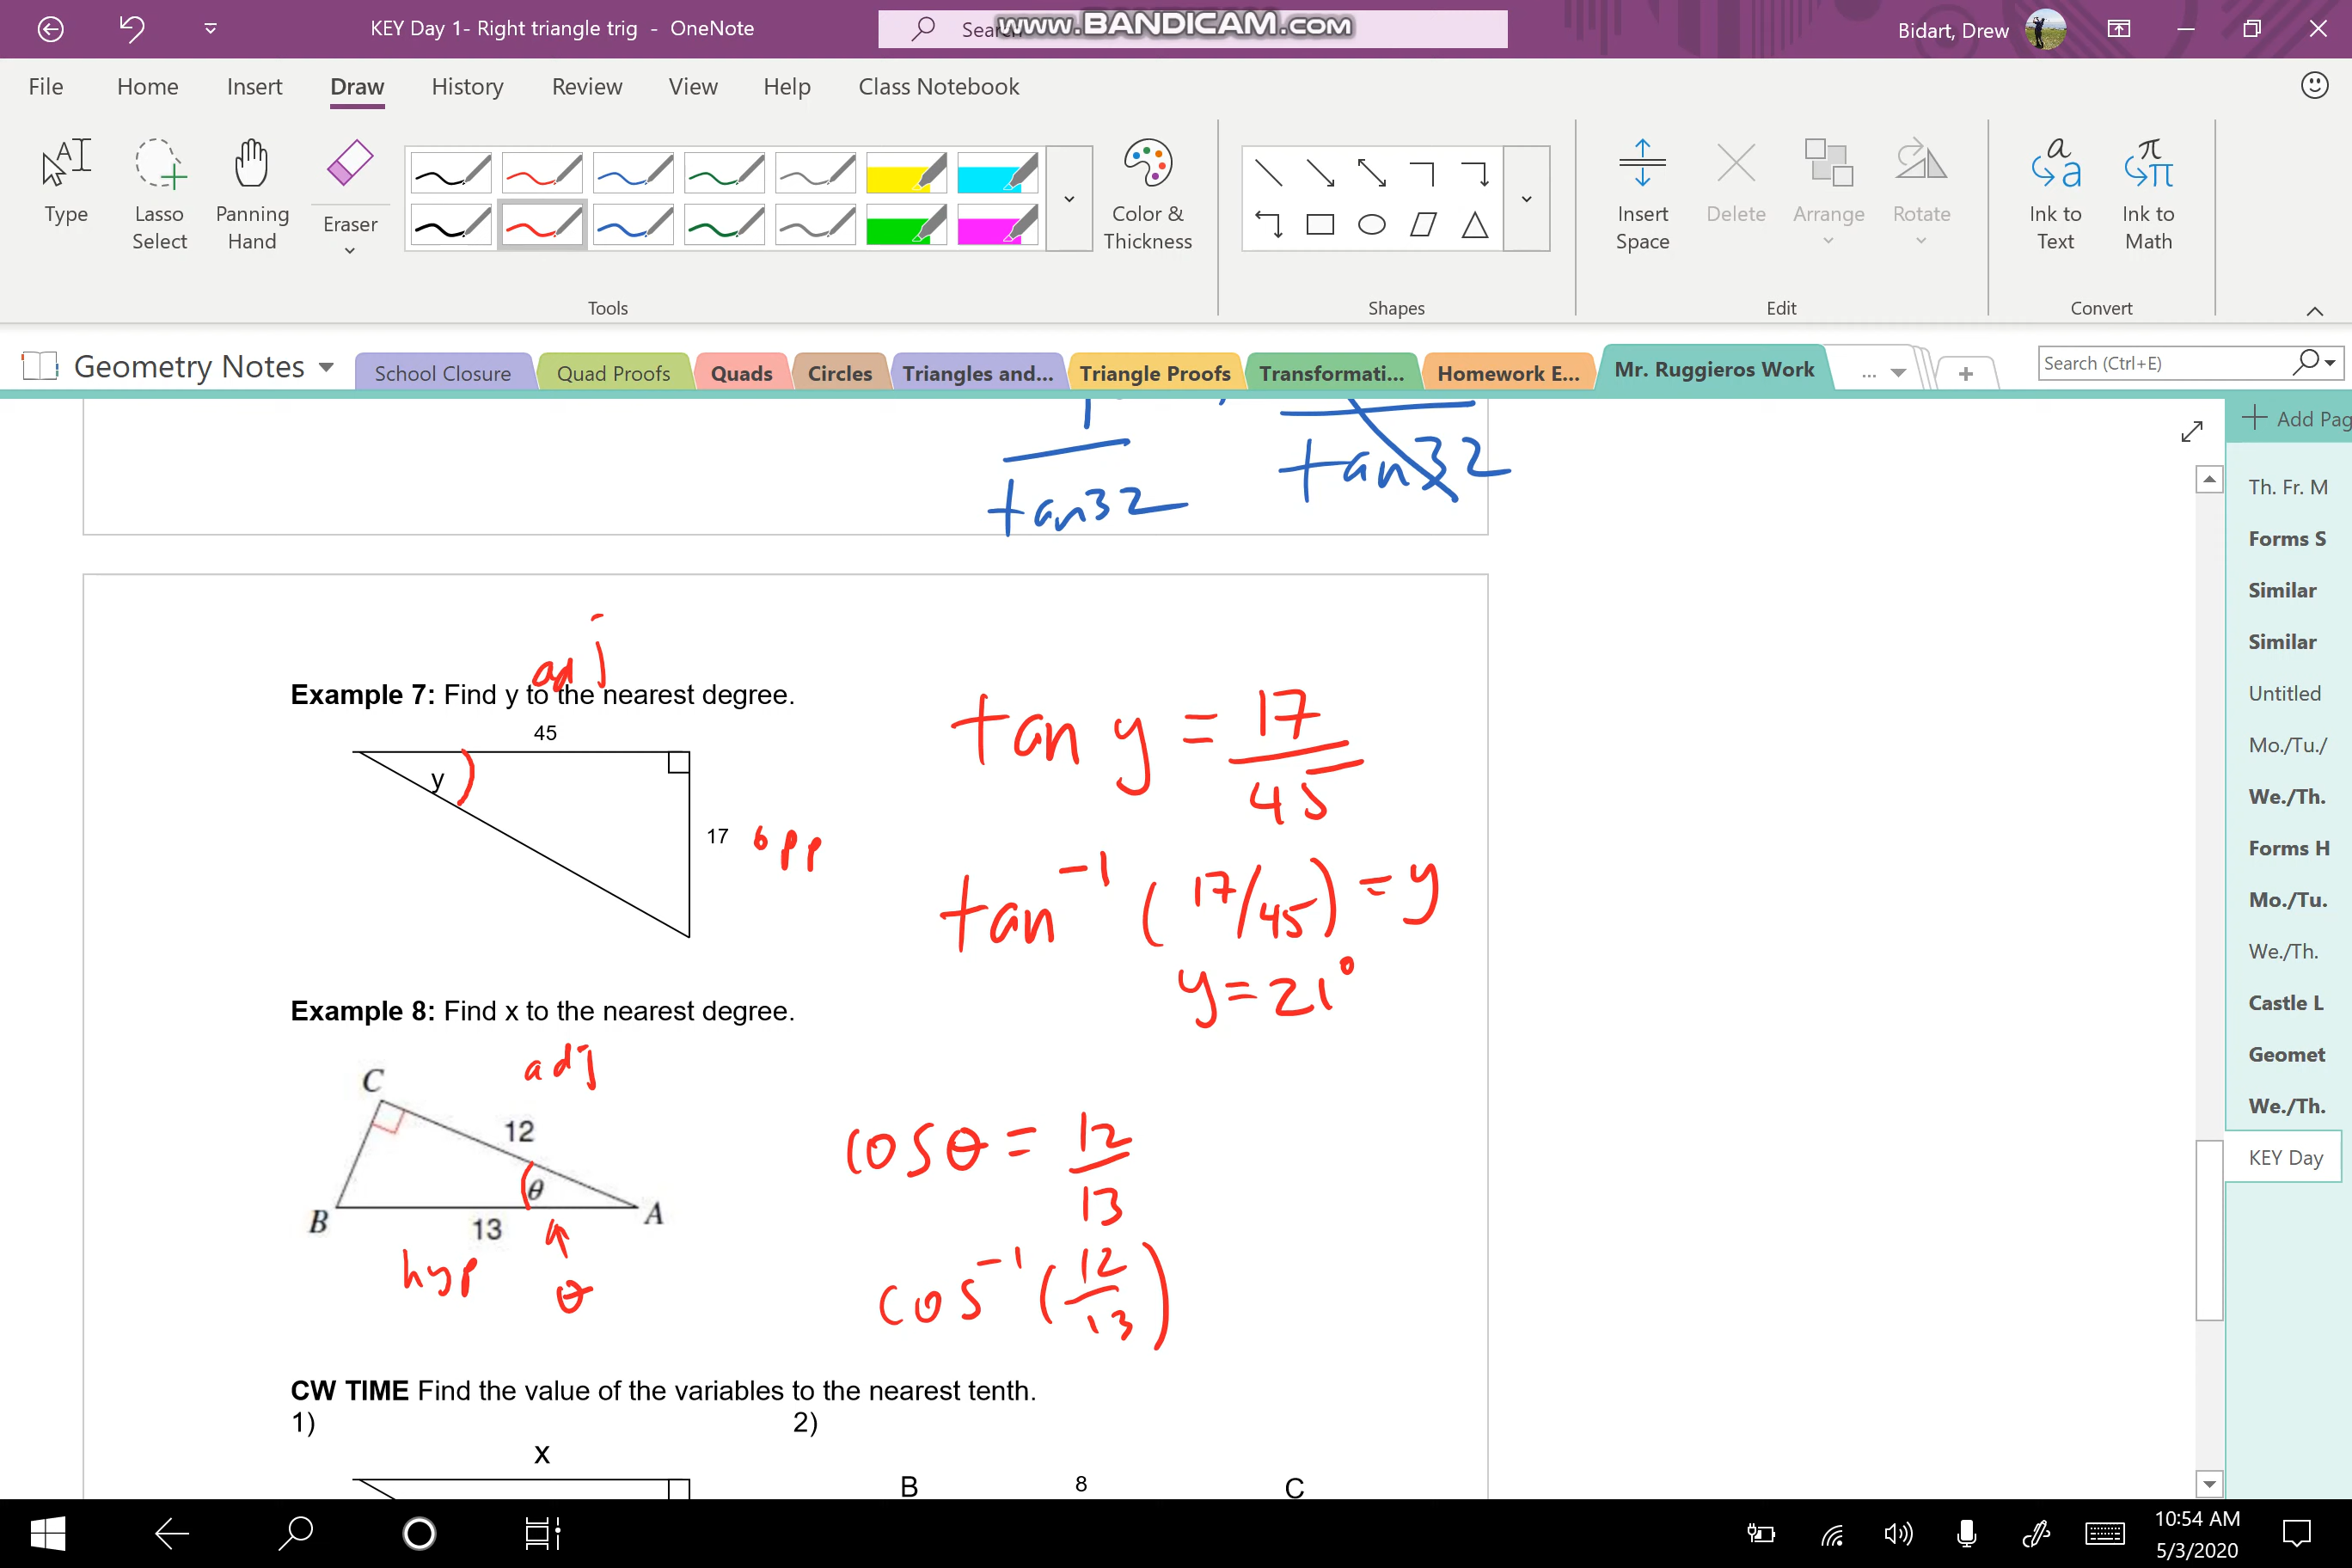 KEY Day 1- Right triangle trig - OneNote
www.BANDICAM.com
Bidart, Drew
File Home Insert Draw History Review View Help Class Notebook
Type
Lasso Select
Panning Hand
Eraser
Color & Thickness
Insert Space
Delete
Arrange
Rotate
Ink to Text
Ink to Math
Tools Shapes Edit Convert
Geometry Notes
School Closure Quad Proofs Quads Circles Triangles and... Triangle Proofs Transformati... Homework E... Mr. Ruggieros Work ...
Search (Ctrl+E)
Add Pag
Th. Fr. M
Forms S
Similar
Similar
Untitled
Mo./Tu./
We./Th.
Forms H
Mo./Tu.
We./Th.
Castle L
Geomet
We./Th.
KEY Day
tan32
tan32
adj
Example 7: Find y to the nearest degree.
45
y
17 opp
tan y = 17/45
tan⁻¹ (17/45) = y
y = 21°
Example 8: Find x to the nearest degree.
adj
C
12
θ
B
13
A
hyp
θ
cos θ = 12/13
cos⁻¹ (12/13)
CW TIME Find the value of the variables to the nearest tenth.
1) 2)
x
B 8 C
10:54 AM
5/3/2020